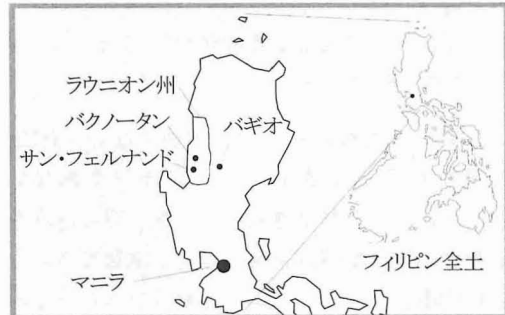 ラウニオン州
バクノータン
バギオ
サン・フェルナンド
マニラ
フィリピン全土